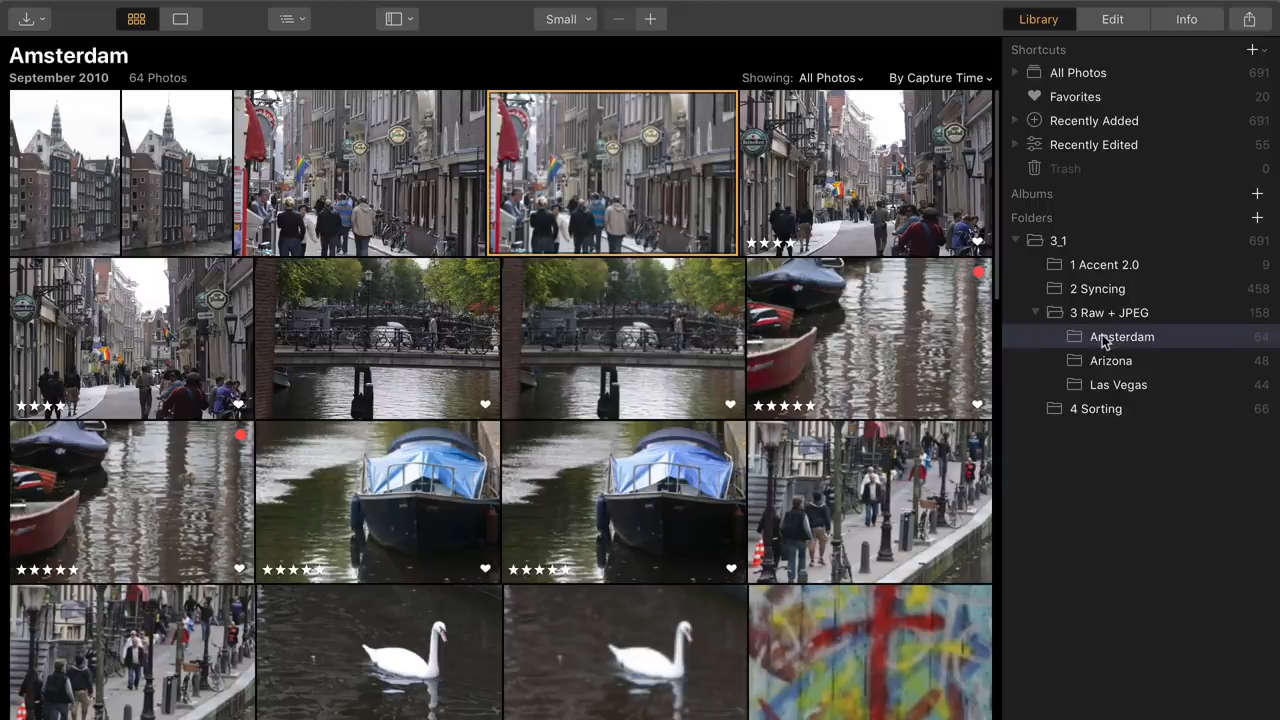 Small
Library
Edit
Info
Amsterdam
September 2010
64 Photos
Showing: All Photos
By Capture Time
Shortcuts
All Photos 691
Favorites 20
Recently Added 691
Recently Edited 55
Trash 0
Albums
Folders
3_1 691
1 Accent 2.0 9
2 Syncing 458
3 Raw + JPEG 158
Amsterdam 64
Arizona 48
Las Vegas 44
4 Sorting 66